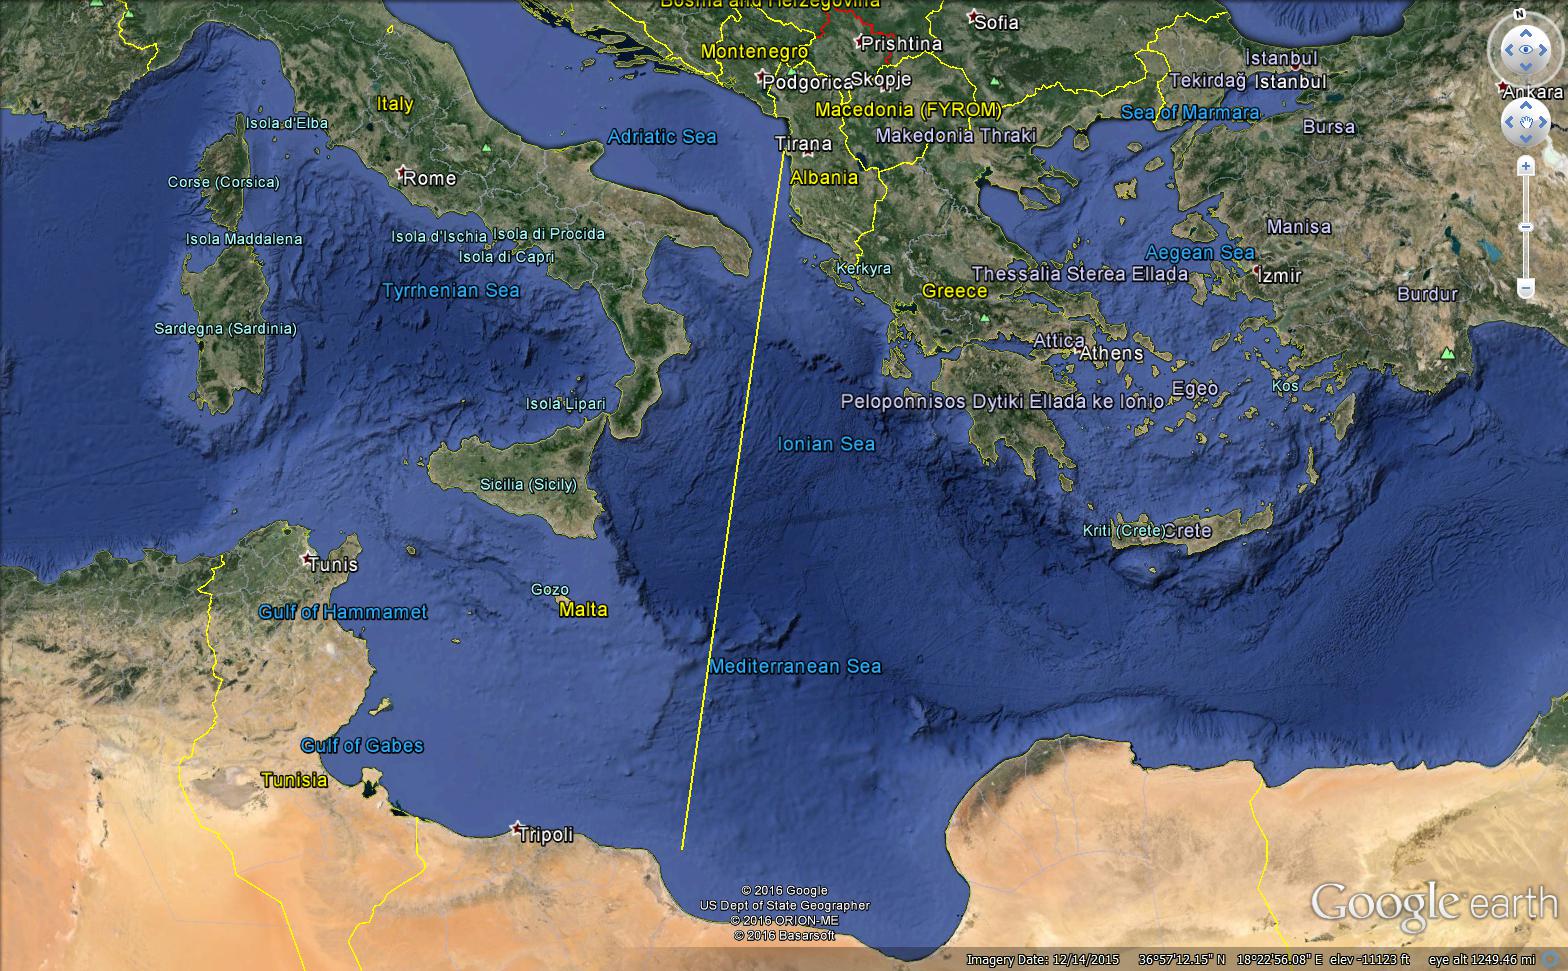 Bosnia and Herzegovina
N
Sofia
Prishtina
Montenegro
İstanbul
Podgorica
Skopje
Tekirdağ
Istanbul
Ankara
Italy
Macedonia (FYROM)
Sea of Marmara
Isola d'Elba
Adriatic Sea
Makedonia Thraki
Bursa
Tirana
Rome
Albania
Corse (Corsica)
Isola Maddalena
Isola d'Ischia
Isola di Procida
Manisa
Isola di Capri
Aegean Sea
Kerkyra
Thessalia Sterea Ellada
İzmir
Tyrrhenian Sea
Greece
Burdur
Sardegna (Sardinia)
Attica
Athens
Egeo
Kos
Isola Lipari
Peloponnisos Dytiki Ellada ke Ionio
Ionian Sea
Sicilia (Sicily)
Kriti (Crete)
Crete
Tunis
Gozo
Gulf of Hammamet
Malta
Mediterranean Sea
Gulf of Gabes
Tunisia
Tripoli
© 2016 Google
US Dept of State Geographer
© 2016 ORION-ME
© 2016 Basarsoft
Google earth
Imagery Date: 12/14/2015 36°57'12.15" N 18°22'56.08" E elev -11123 ft eye alt 1249.46 mi